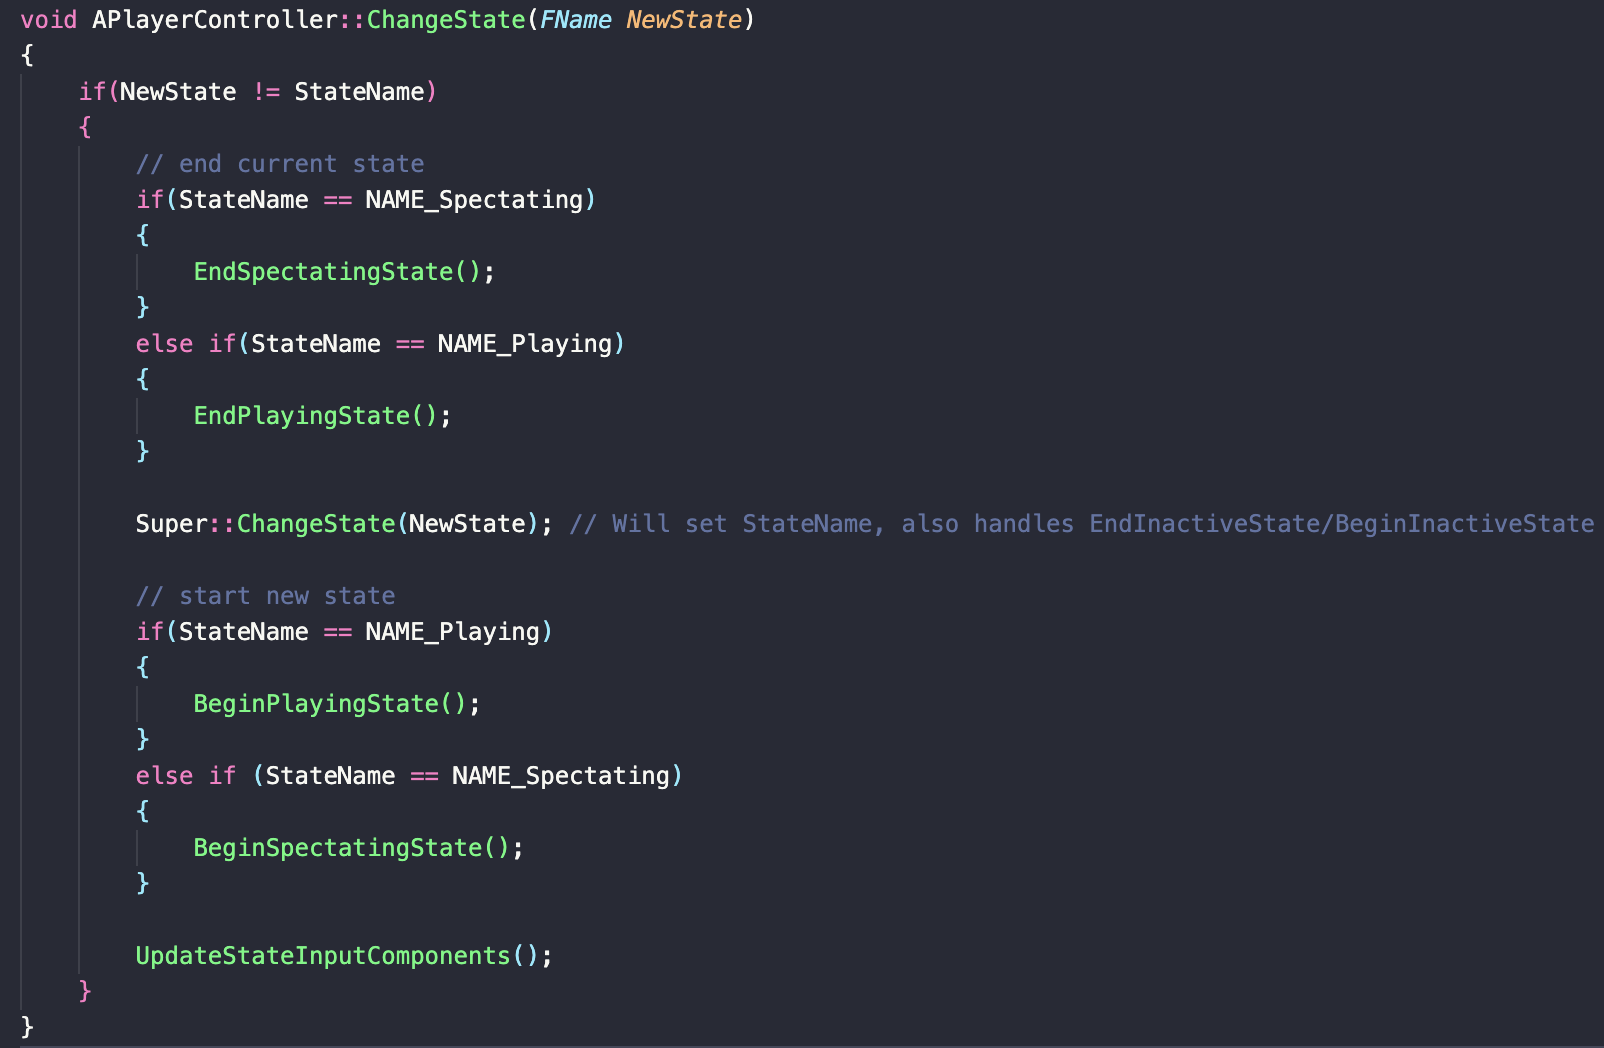 void APlayerController::ChangeState(FName NewState)
{
    if(NewState != StateName)
    {
        // end current state
        if(StateName == NAME_Spectating)
        {
            EndSpectatingState();
        }
        else if(StateName == NAME_Playing)
        {
            EndPlayingState();
        }

        Super::ChangeState(NewState); // Will set StateName, also handles EndInactiveState/BeginInactiveState

        // start new state
        if(StateName == NAME_Playing)
        {
            BeginPlayingState();
        }
        else if (StateName == NAME_Spectating)
        {
            BeginSpectatingState();
        }

        UpdateStateInputComponents();
    }
}